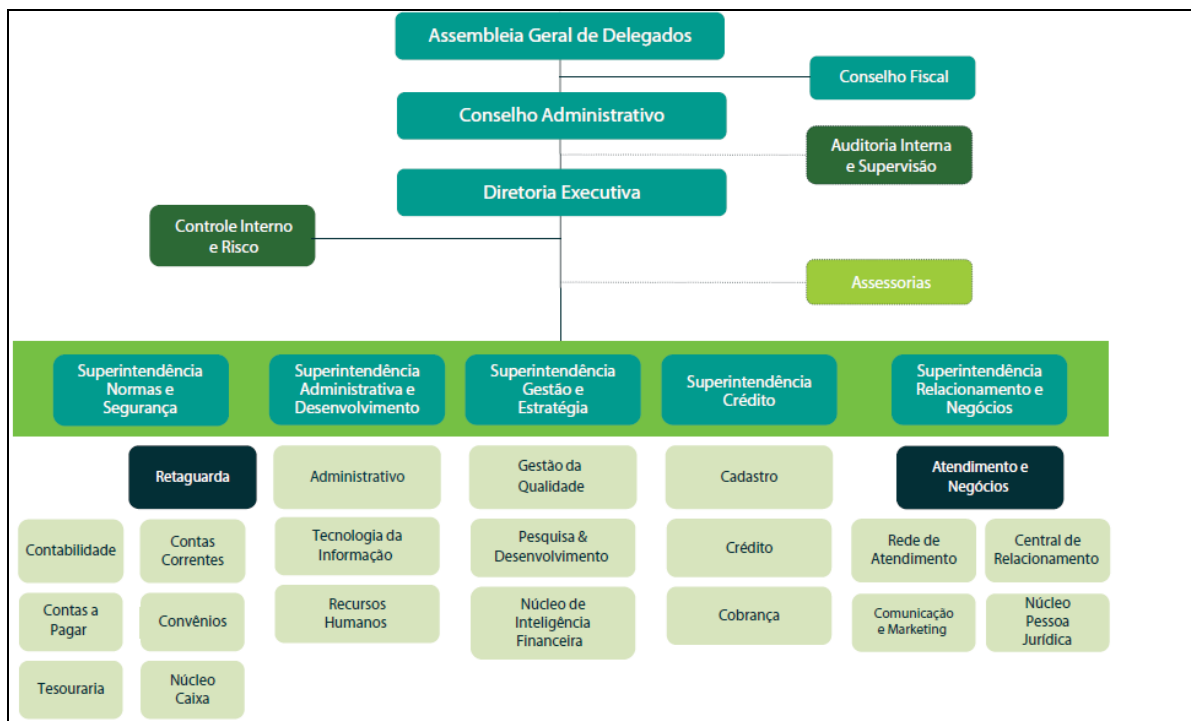 Assembleia Geral de Delegados
Conselho Fiscal
Conselho Administrativo
Auditoria Interna
e Supervisão
Diretoria Executiva
Controle Interno
e Risco
Assessorias
Superintendência
Normas e
Segurança
Superintendência
Administrativa e
Desenvolvimento
Superintendência
Gestão e
Estratégia
Superintendência
Crédito
Superintendência
Relacionamento e
Negócios
Retaguarda
Administrativo
Gestão da
Qualidade
Cadastro
Atendimento e
Negócios
Contabilidade
Contas
Correntes
Tecnologia da
Informação
Pesquisa &
Desenvolvimento
Crédito
Rede de
Atendimento
Central de
Relacionamento
Contas a
Pagar
Convênios
Recursos
Humanos
Núcleo de
Inteligência
Financeira
Cobrança
Comunicação
e Marketing
Núcleo
Pessoa
Jurídica
Tesouraria
Núcleo
Caixa